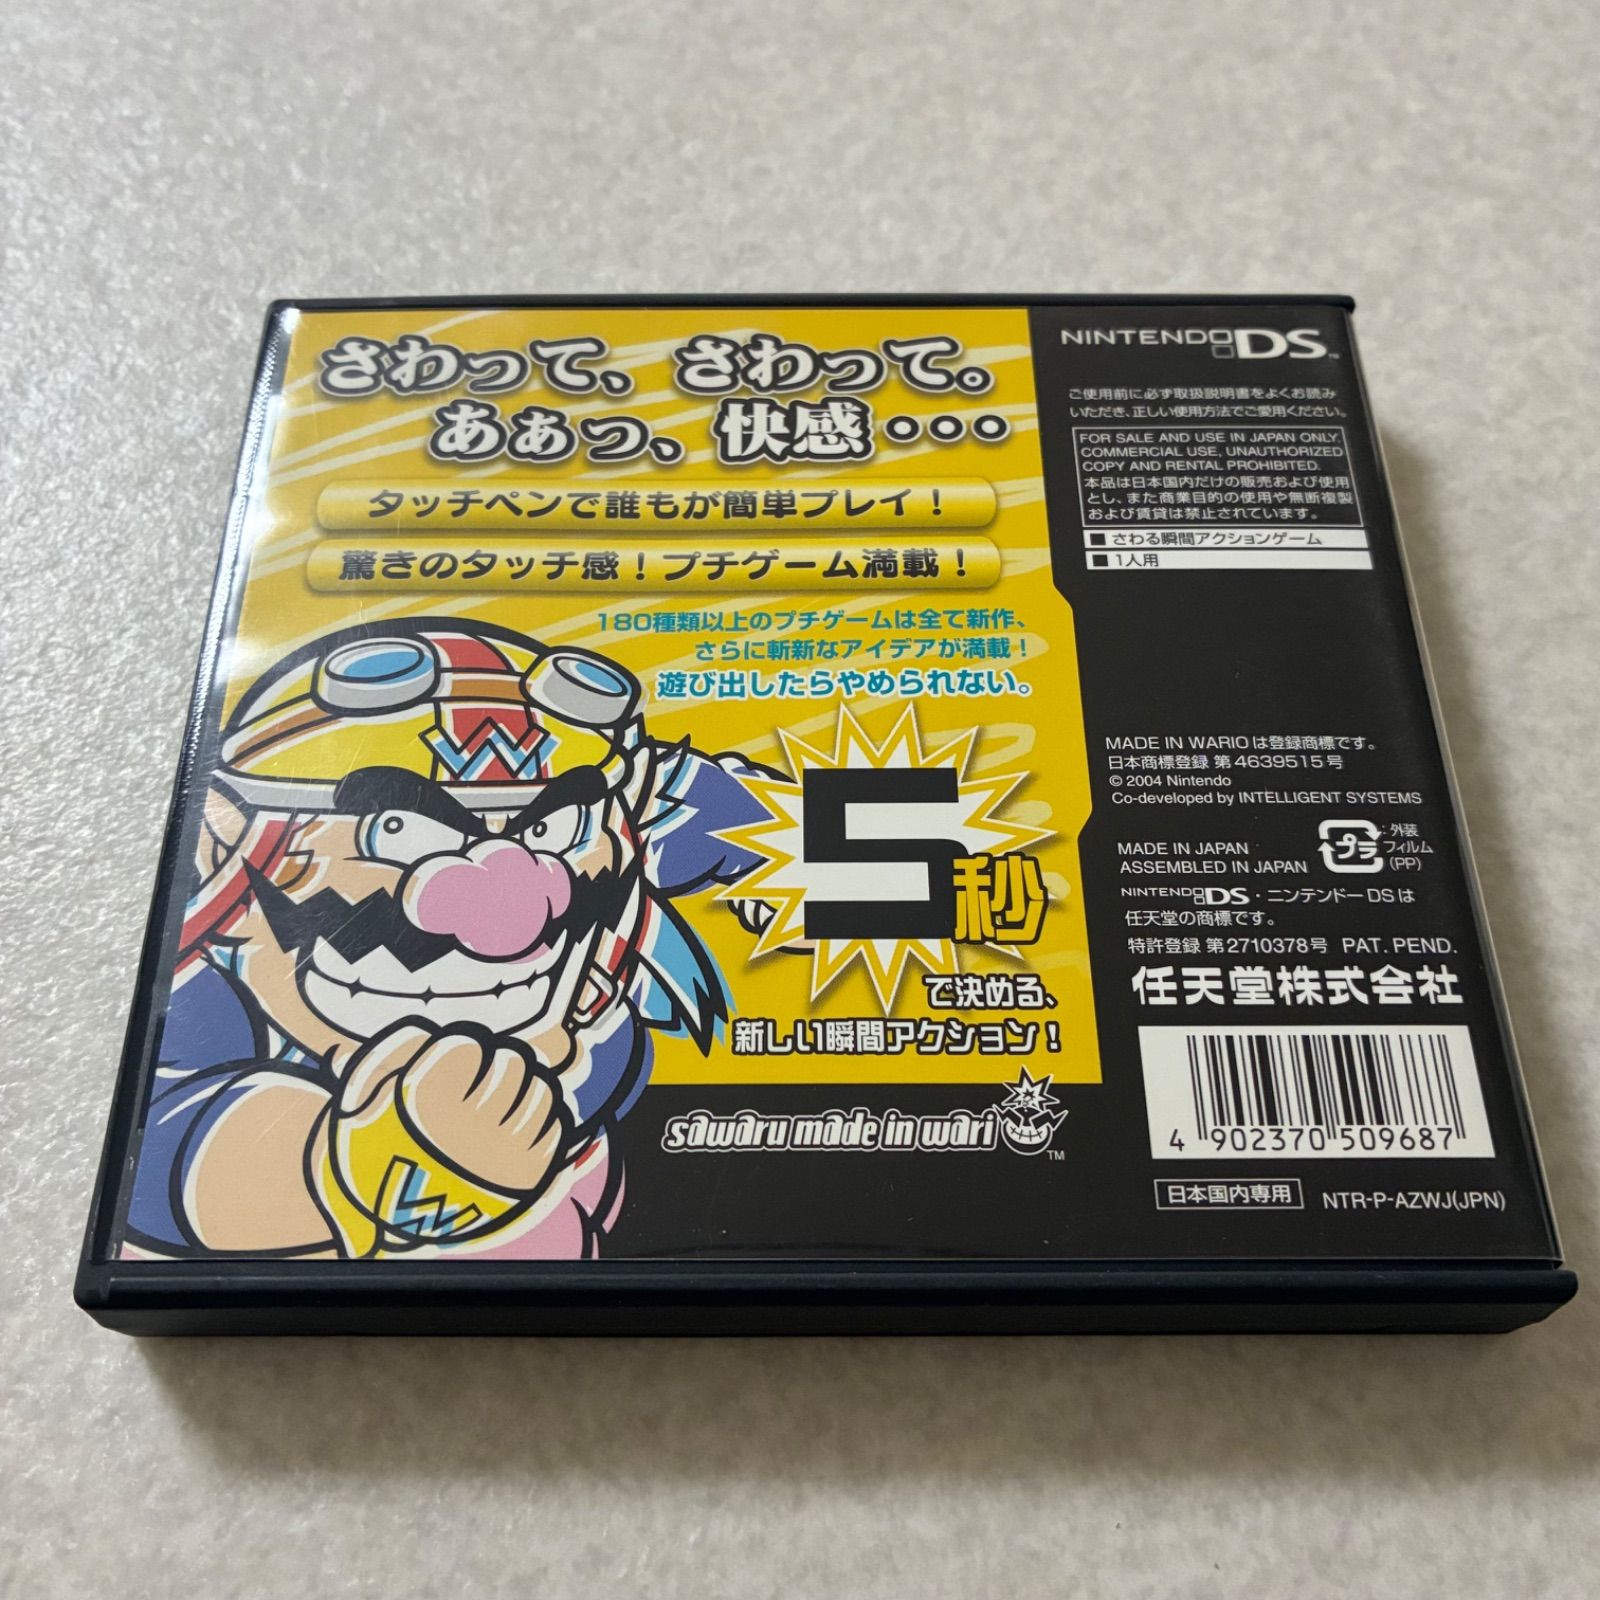 さわって、さわって。
あぁっ、快感・・・
タッチペンで誰もが簡単プレイ!
驚きのタッチ感!プチゲーム満載!
180種類以上のプチゲームは全て新作、
さらに斬新なアイデアが満載!
遊び出したらやめられない。
W
5秒
で決める、
新しい瞬間アクション!
W
sawaru made in wari
TM
NINTENDO DS™
ご使用前に必ず取扱説明書をよくお読み
いただき、正しい使用方法でご愛用ください。
FOR SALE AND USE IN JAPAN ONLY.
COMMERCIAL USE, UNAUTHORIZED
COPY AND RENTAL PROHIBITED.
本品は日本国内だけの販売および使用
とし、また商業目的の使用や無断複製
および賃貸は禁止されています。
■ さわる瞬間アクションゲーム
■ 1人用
MADE IN WARIOは登録商標です。
日本商標登録 第4639515号
© 2004 Nintendo
Co-developed by INTELLIGENT SYSTEMS
MADE IN JAPAN
ASSEMBLED IN JAPAN
プラ
:外装
フィルム
(PP)
NINTENDO DS・ニンテンドーDSは
任天堂の商標です。
特許登録 第2710378号 PAT. PEND.
任天堂株式会社
4 902370 509687
日本国内専用
NTR-P-AZWJ(JPN)